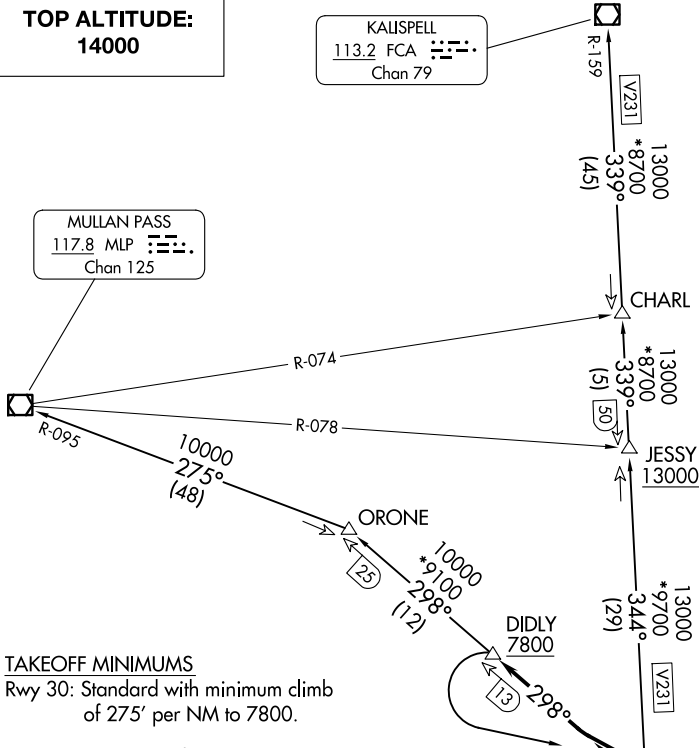 TOP ALTITUDE:
14000
KALISPELL
113.2 FCA
Chan 79
R-159
V231
13000
*8700
339°
(45)
MULLAN PASS
117.8 MLP
Chan 125
CHARL
R-074
13000
*8700
339°
(5)
50
R-078
R-095
JESSY
13000
10000
275°
(48)
ORONE
25
10000
*9100
298°
(12)
13000
*9700
344°
(29)
V231
DIDLY
7800
13
298°
TAKEOFF MINIMUMS
Rwy 30: Standard with minimum climb
of 275' per NM to 7800.